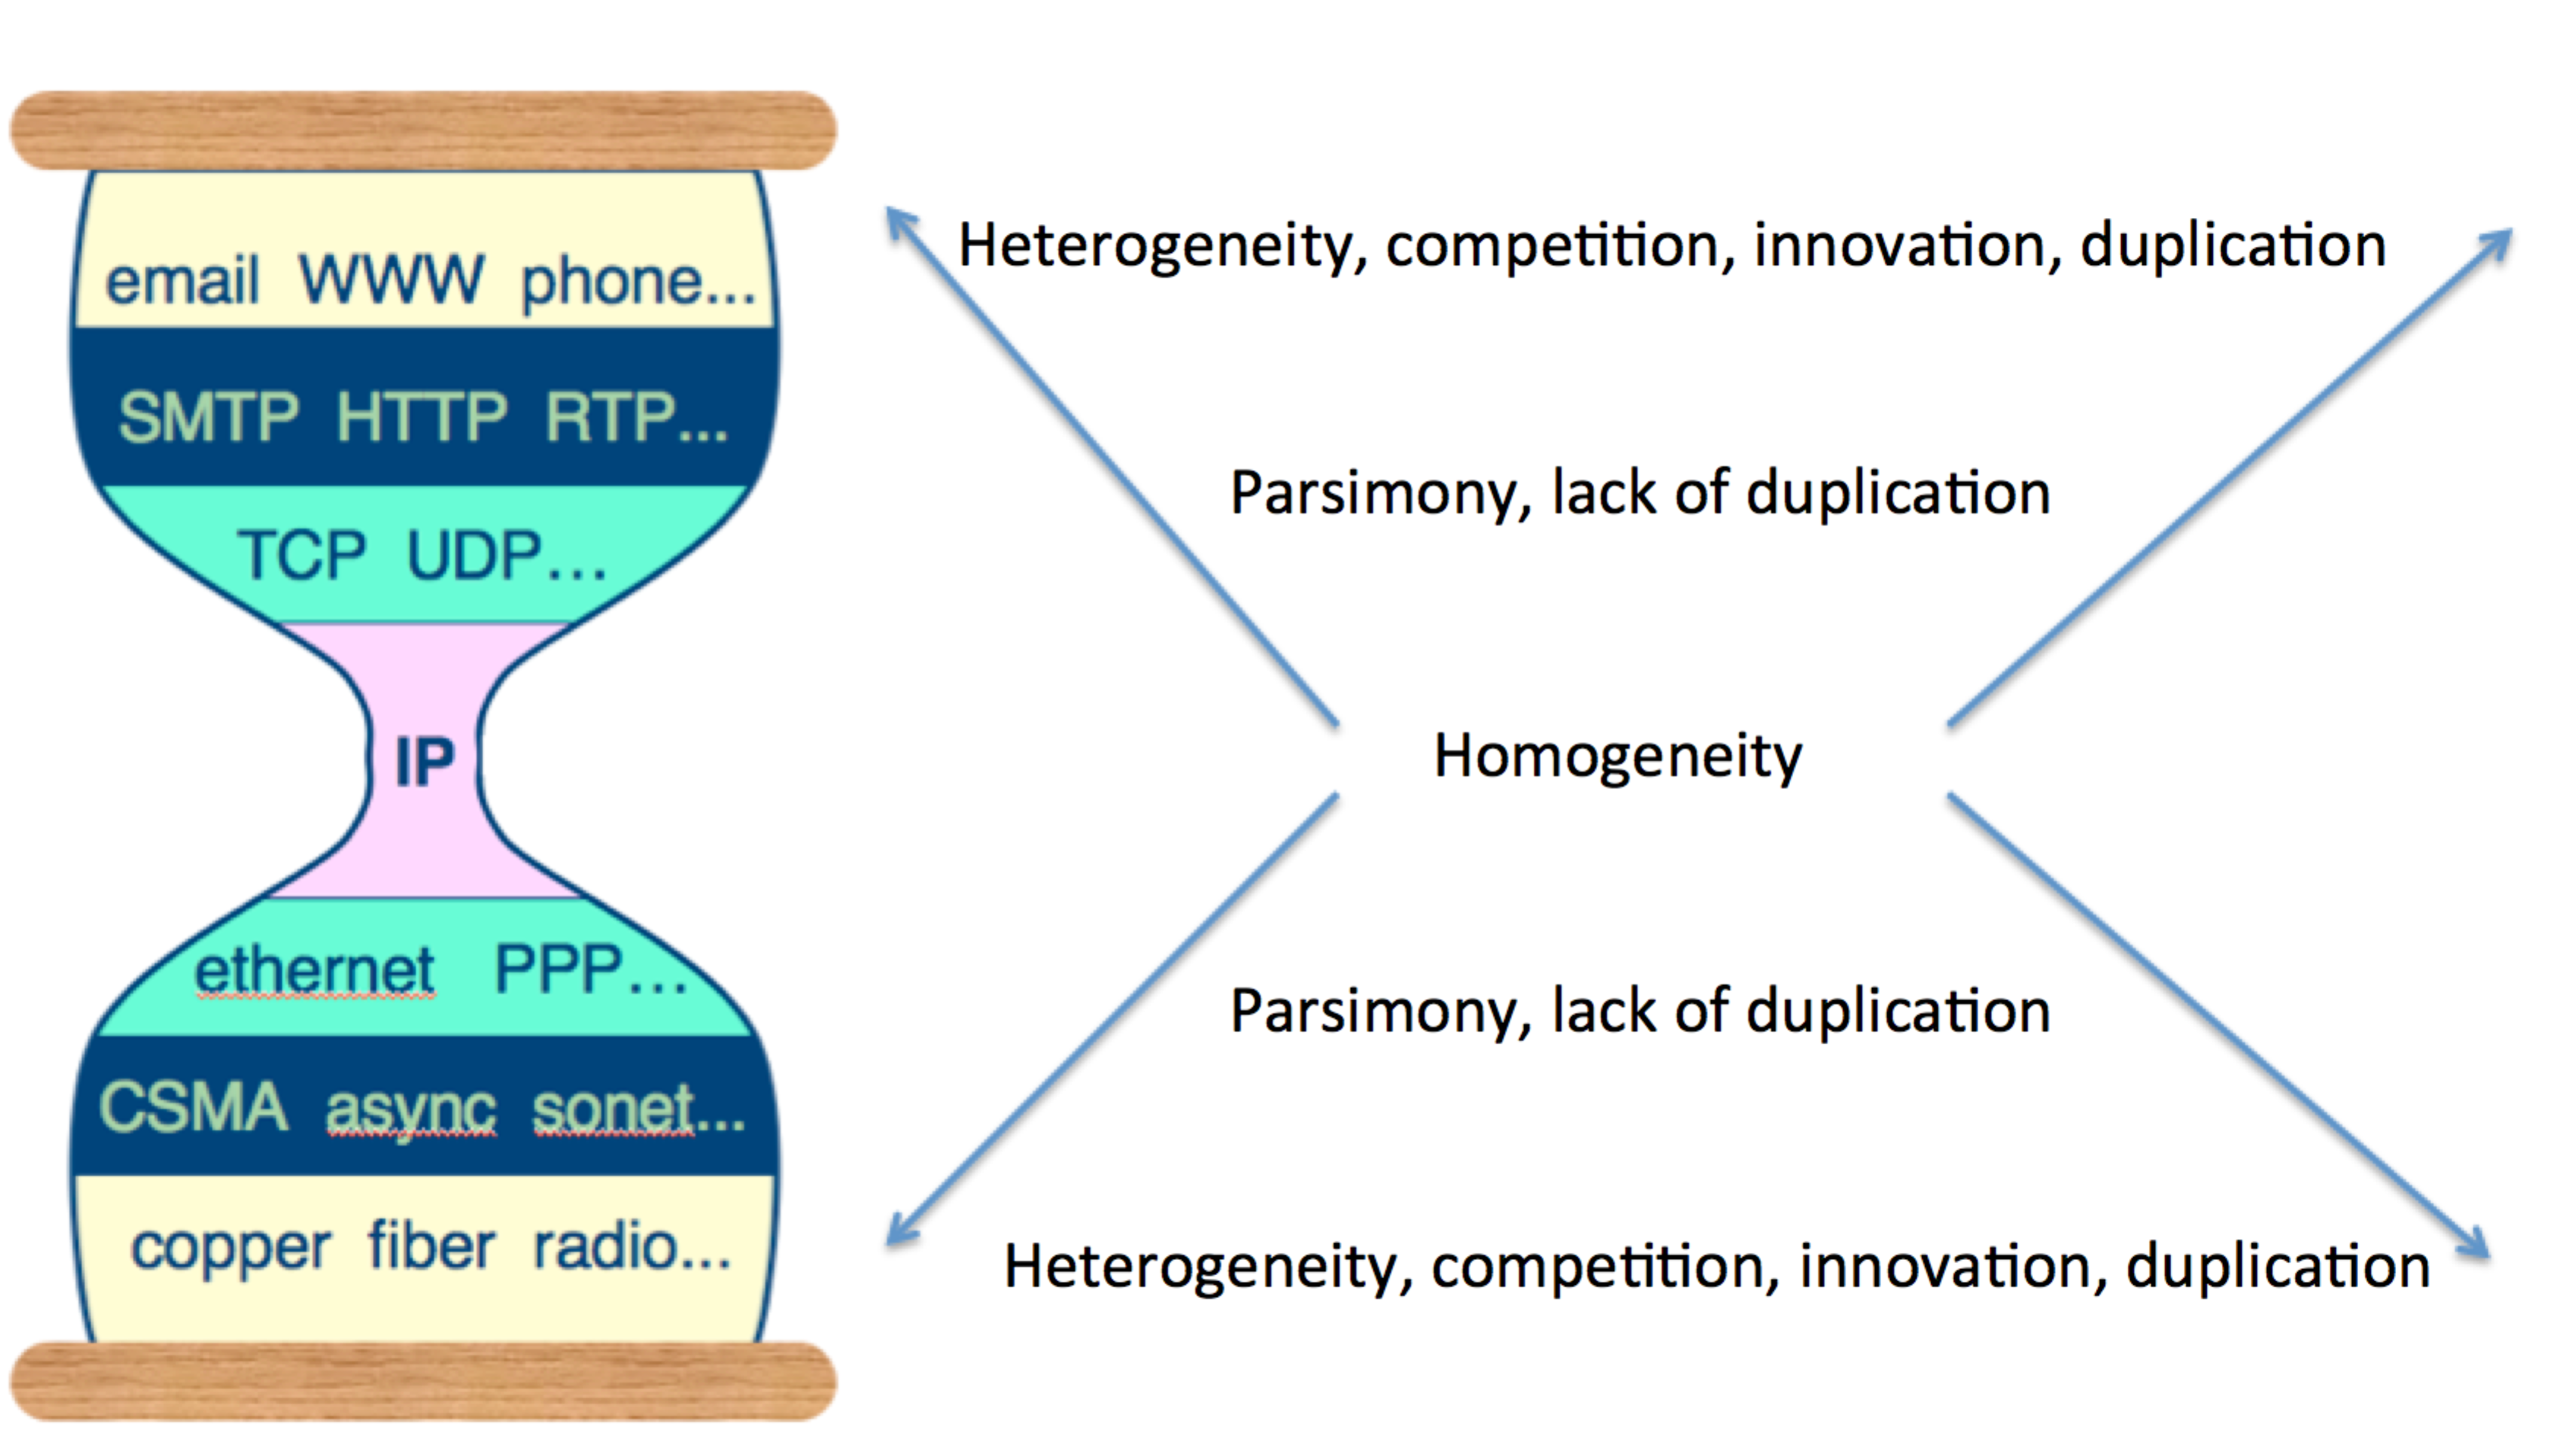 email WWW phone...
SMTP HTTP RTP...
TCP UDP...
IP
ethernet PPP...
CSMA async sonet...
copper fiber radio...
Heterogeneity, competition, innovation, duplication
Parsimony, lack of duplication
Homogeneity
Parsimony, lack of duplication
Heterogeneity, competition, innovation, duplication